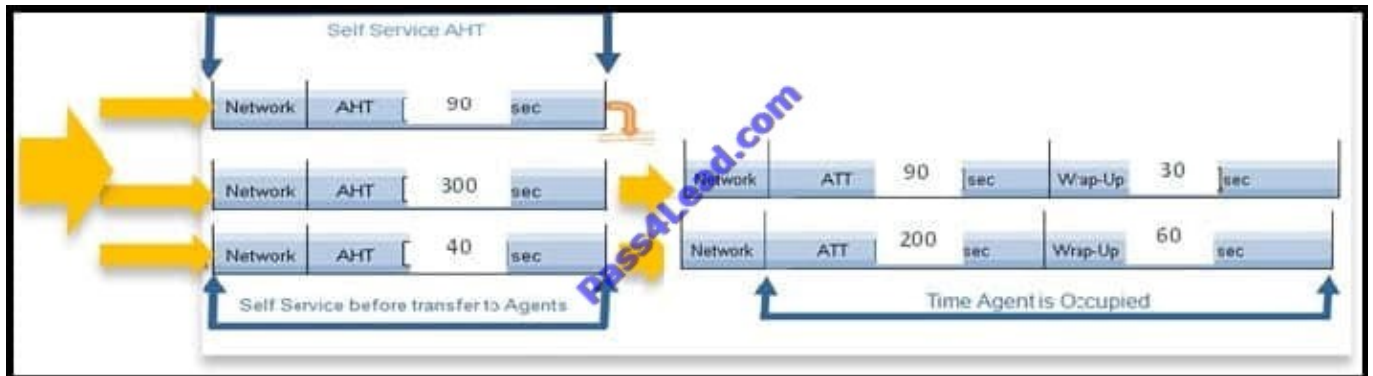 Self Service AHT
Network AHT [ 90 sec
Network AHT [ 300 sec
Network ATT 90 ]sec Wrap-Up 30 ]sec
Network AHT [ 40 sec
Network ATT 200 sec Wrap-Up 60 sec
Self Service before transfer to Agents
Time Agent is Occupied
Pass4Lead.com